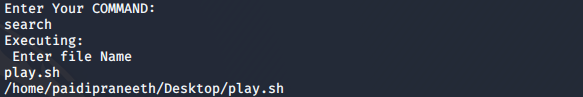 Enter Your COMMAND:
search
Executing:
Enter file Name
play.sh
/home/paidipraneeth/Desktop/play.sh